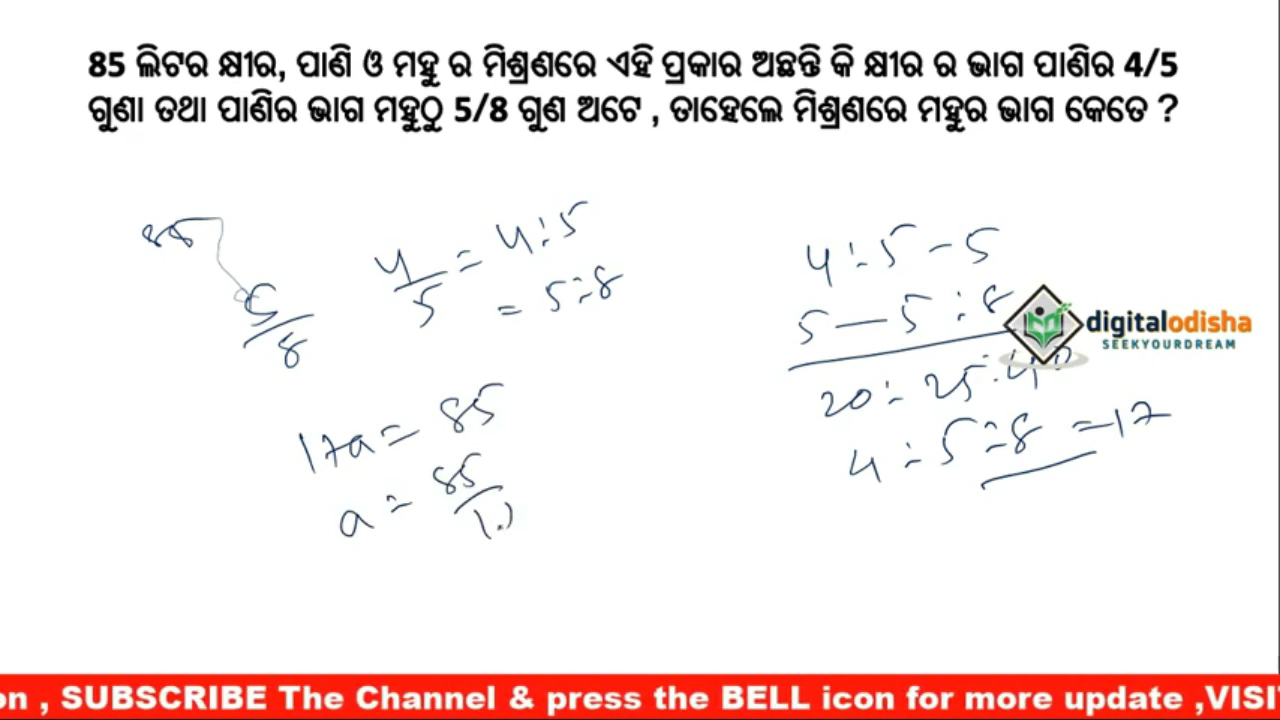 85 ଲିଟର କ୍ଷୀର, ପାଣି ଓ ମହୁ ର ମିଶ୍ରଣରେ ଏହି ପ୍ରକାର ଅଛନ୍ତି କି କ୍ଷୀର ର ଭାଗ ପାଣିର 4/5
ଗୁଣା ତଥା ପାଣିର ଭାଗ ମହୁଠୁ 5/8 ଗୁଣ ଅଟେ , ତାହେଲେ ମିଶ୍ରଣରେ ମହୁର ଭାଗ କେତେ ?
85
5/8
4/5 = 4:5
= 5:8
17a = 85
a = 85/17
4:5 - 5
5 — 5:8
20:25:40
4:5:8 = 17
digitalodisha
SEEKYOURDREAM
on , SUBSCRIBE The Channel & press the BELL icon for more update ,VISI